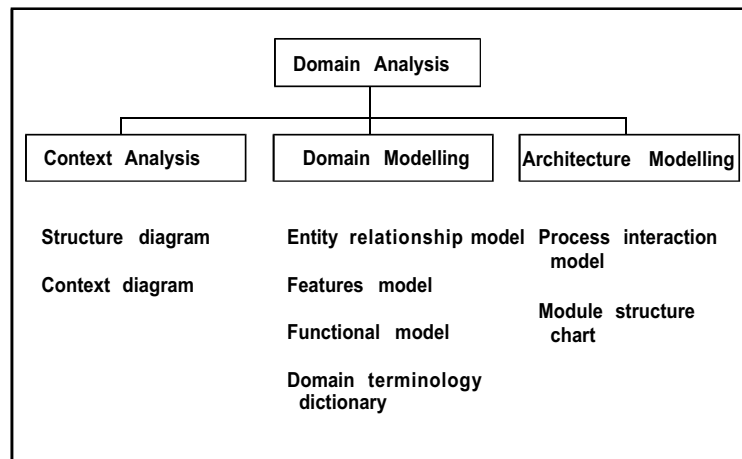 Domain Analysis
Context Analysis
Domain Modelling
Architecture Modelling
Structure diagram
Context diagram
Entity relationship model
Features model
Functional model
Domain terminology
dictionary
Process interaction
model
Module structure
chart